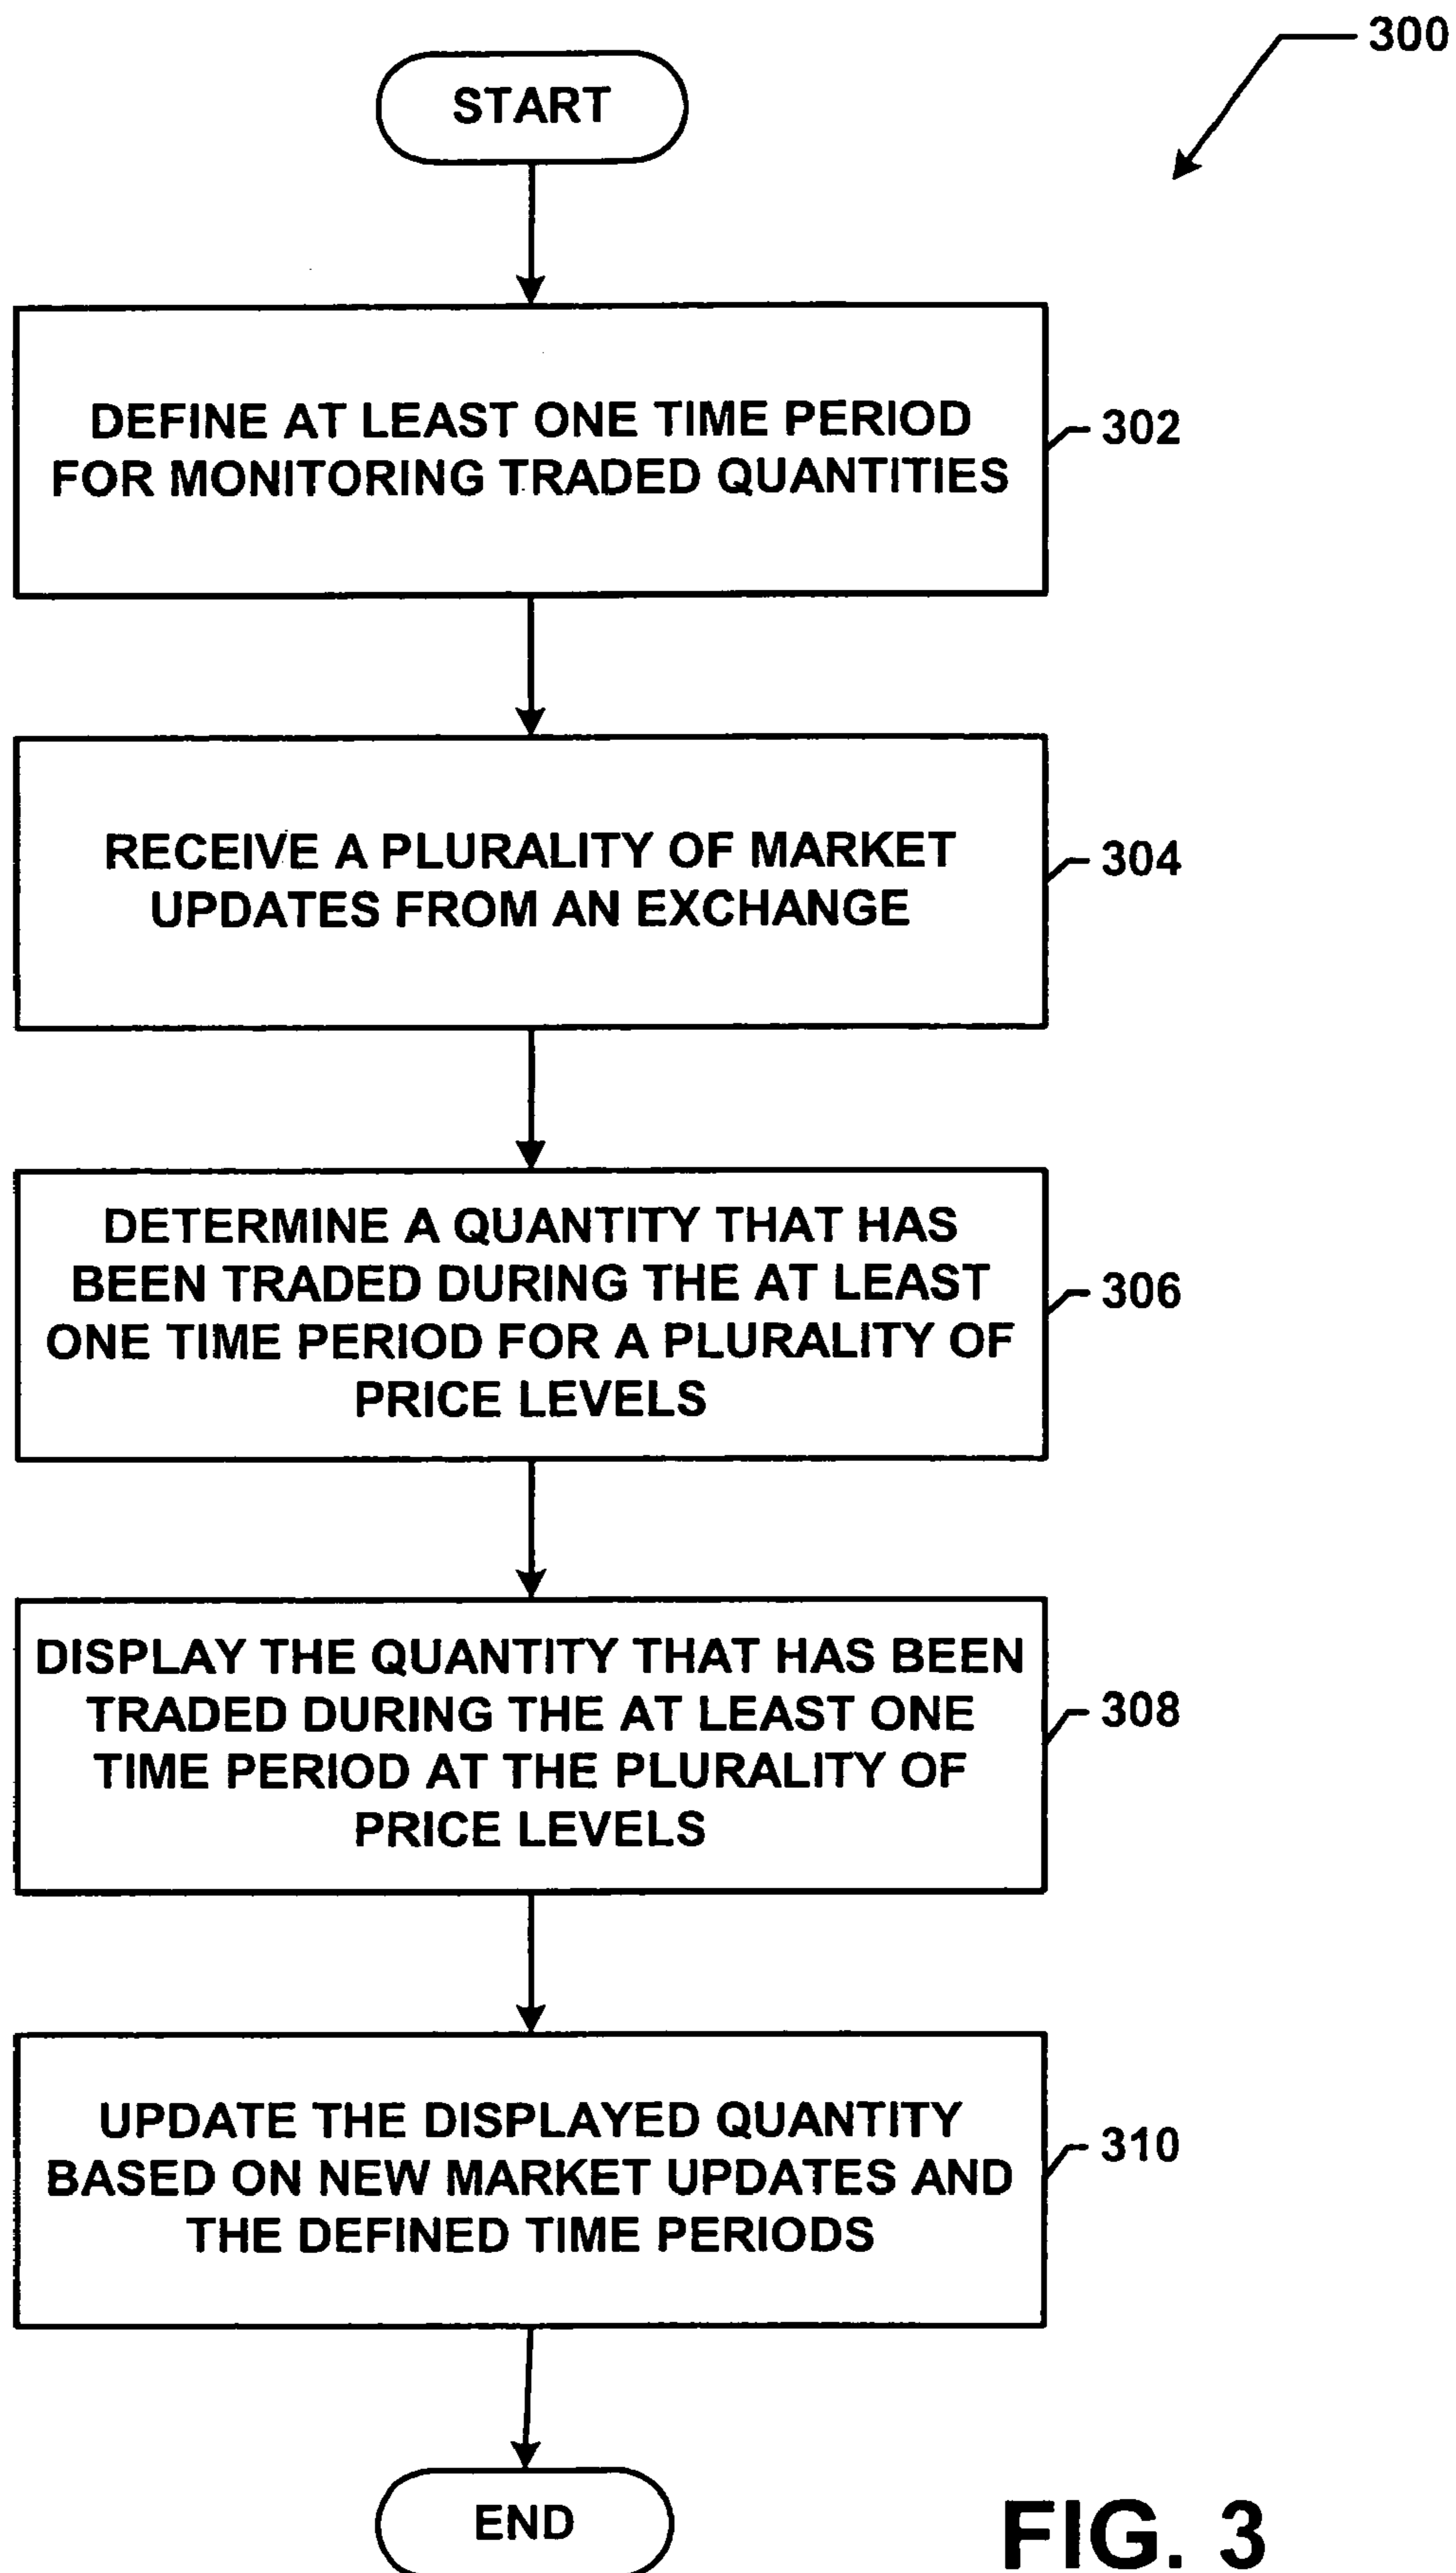 300
START
DEFINE AT LEAST ONE TIME PERIOD
FOR MONITORING TRADED QUANTITIES
302
RECEIVE A PLURALITY OF MARKET
UPDATES FROM AN EXCHANGE
304
DETERMINE A QUANTITY THAT HAS
BEEN TRADED DURING THE AT LEAST
ONE TIME PERIOD FOR A PLURALITY OF
PRICE LEVELS
306
DISPLAY THE QUANTITY THAT HAS BEEN
TRADED DURING THE AT LEAST ONE
TIME PERIOD AT THE PLURALITY OF
PRICE LEVELS
308
UPDATE THE DISPLAYED QUANTITY
BASED ON NEW MARKET UPDATES AND
THE DEFINED TIME PERIODS
310
END
FIG. 3